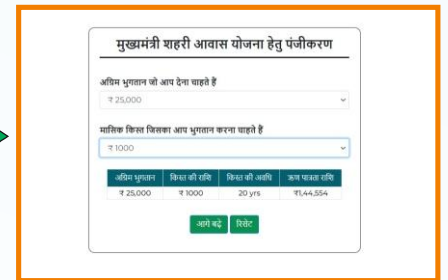 मुख्यमंत्री शहरी आवास योजना हेतु पंजीकरण
अग्रिम भुगतान जो आप देना चाहते हैं
₹ 25,000
मासिक किस्त जिसका आप भुगतान करना चाहते हैं
₹ 1000
अग्रिम भुगतान किस्त की राशि किस्त की अवधि ऋण पात्रता राशि
₹ 25,000 ₹ 1000 20 yrs ₹1,44,554
आगे बढ़े रिसेट